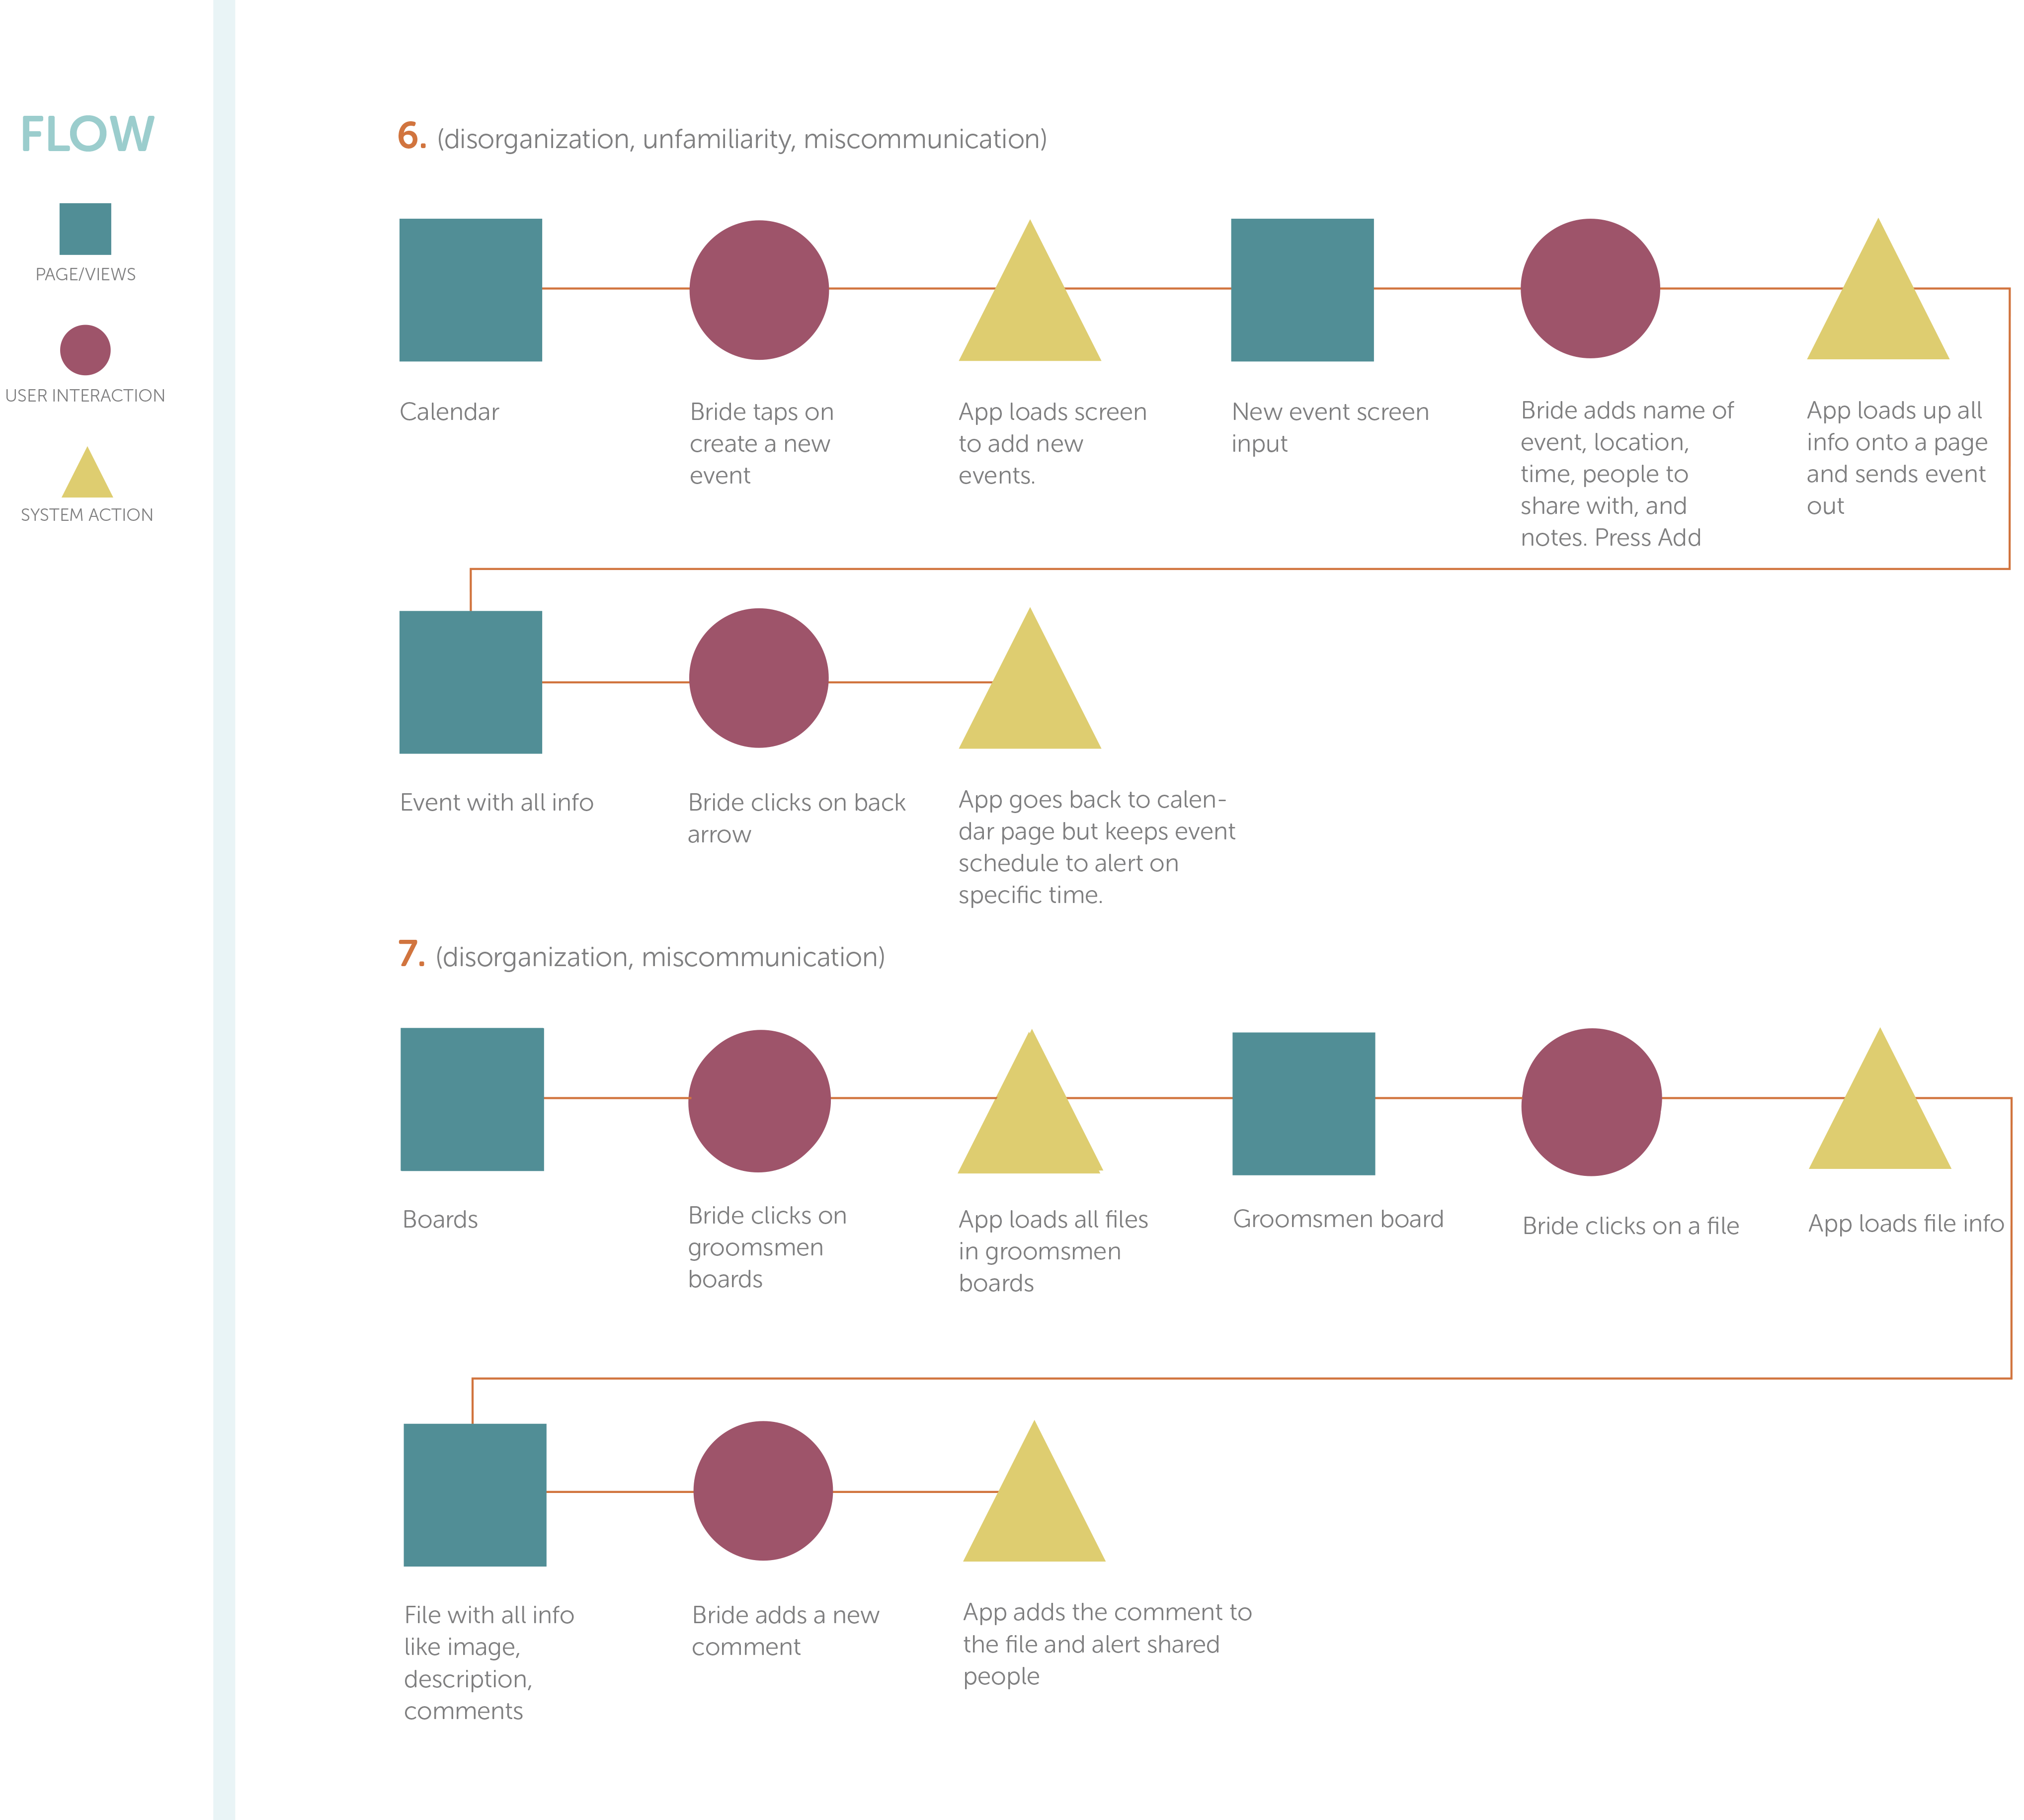 FLOW
PAGE/VIEWS
USER INTERACTION
SYSTEM ACTION
6. (disorganization, unfamiliarity, miscommunication)
Calendar
Bride taps on
create a new
event
App loads screen
to add new
events.
New event screen
input
Bride adds name of
event, location,
time, people to
share with, and
notes. Press Add
App loads up all
info onto a page
and sends event
out
Event with all info
Bride clicks on back
arrow
App goes back to calen-
dar page but keeps event
schedule to alert on
specific time.
7. (disorganization, miscommunication)
Boards
Bride clicks on
groomsmen
boards
App loads all files
in groomsmen
boards
Groomsmen board
Bride clicks on a file
App loads file info
File with all info
like image,
description,
comments
Bride adds a new
comment
App adds the comment to
the file and alert shared
people